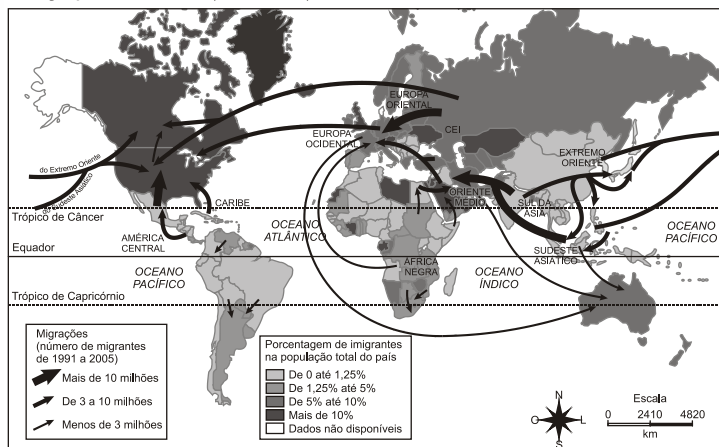 EUROPA
ORIENTAL
EUROPA
OCIDENTAL
CEI
EXTREMO
ORIENTE
do Extremo Oriente
do Sudeste Asiático
ORIENTE
MÉDIO
SUL DA
ÁSIA
CARIBE
Trópico de Câncer
OCEANO
ATLÂNTICO
OCEANO
PACÍFICO
AMÉRICA
CENTRAL
SUDESTE
ASIÁTICO
Equador
ÁFRICA
NEGRA
OCEANO
PACÍFICO
OCEANO
ÍNDICO
Trópico de Capricórnio
Migrações
(número de migrantes
de 1991 a 2005)
Mais de 10 milhões
De 3 a 10 milhões
Menos de 3 milhões
Porcentagem de imigrantes
na população total do país
De 0 até 1,25%
De 1,25% até 5%
De 5% até 10%
Mais de 10%
Dados não disponíveis
N
O
L
S
Escala
0 2410 4820
km